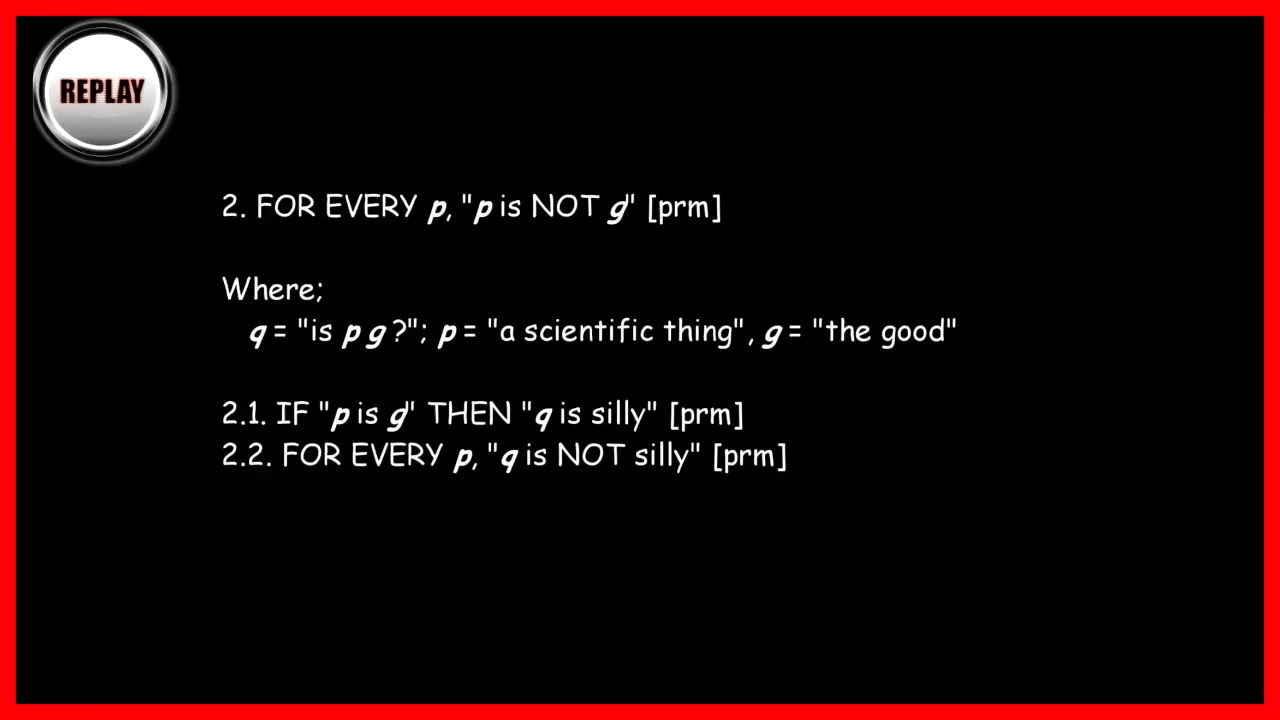 REPLAY
2. FOR EVERY p, "p is NOT g" [prm]
Where;
q = "is p g ?"; p = "a scientific thing", g = "the good"
2.1. IF "p is g" THEN "q is silly" [prm]
2.2. FOR EVERY p, "q is NOT silly" [prm]